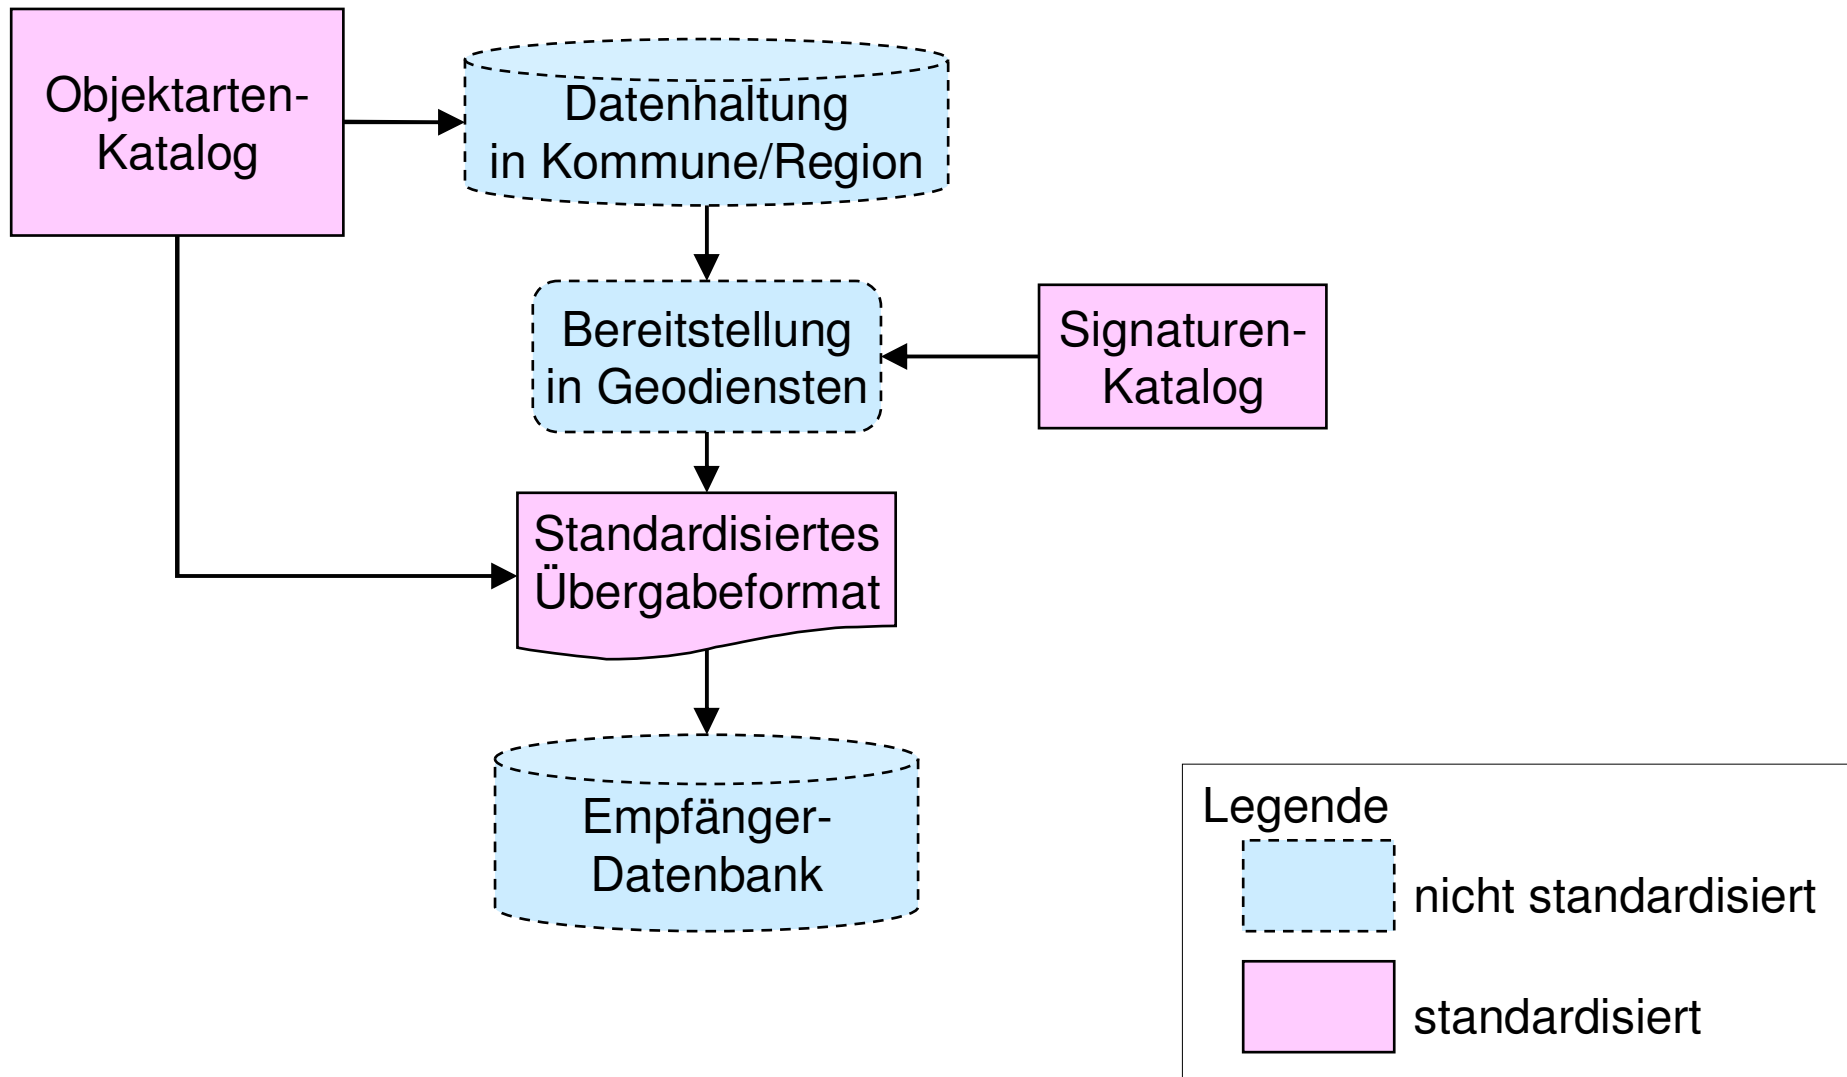 Objektarten-
Katalog
Datenhaltung
in Kommune/Region
Bereitstellung
in Geodiensten
Signaturen-
Katalog
Standardisiertes
Übergabeformat
Empfänger-
Datenbank
Legende
nicht standardisiert
standardisiert